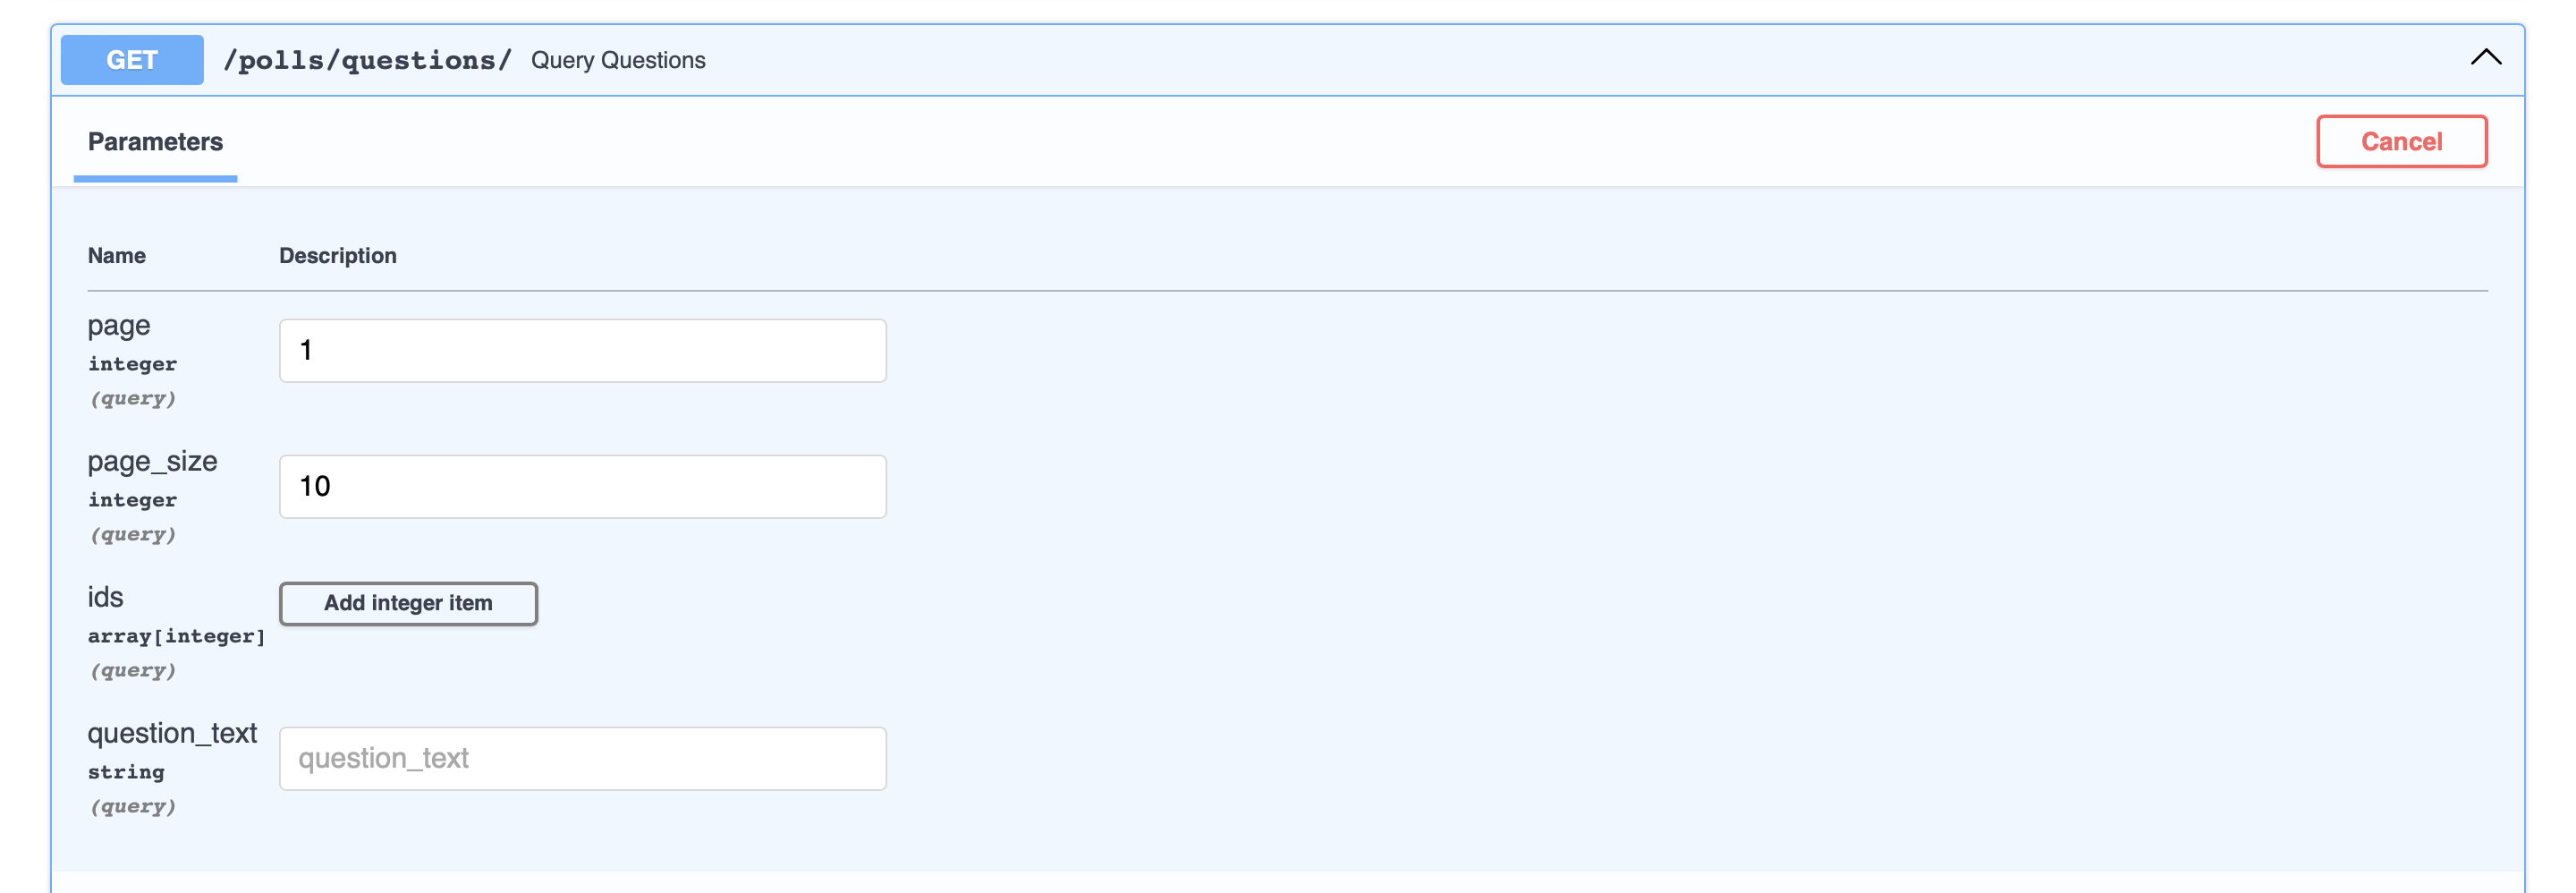 GET /polls/questions/ Query Questions
Parameters
Cancel
Name Description
page
integer
(query)
1
page_size
integer
(query)
10
ids
array[integer]
(query)
Add integer item
question_text
string
(query)
question_text